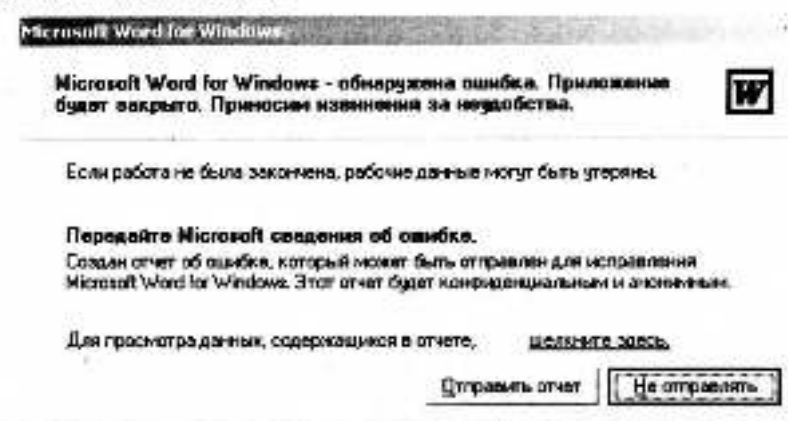 Microsoft Word for Windows
Microsoft Word for Windows - обнаружена ошибка. Приложение
будет закрыто. Приносим извинения за неудобства.
W
Если работа не была закончена, рабочие данные могут быть утеряны.
Передайте Microsoft сведения об ошибке.
Создан отчет об ошибке, который может быть отправлен для исправления
Microsoft Word for Windows. Этот отчет будет конфиденциальным и анонимным.
Для просмотра данных, содержащихся в отчете, щелкните здесь.
Отправить отчет Не отправлять